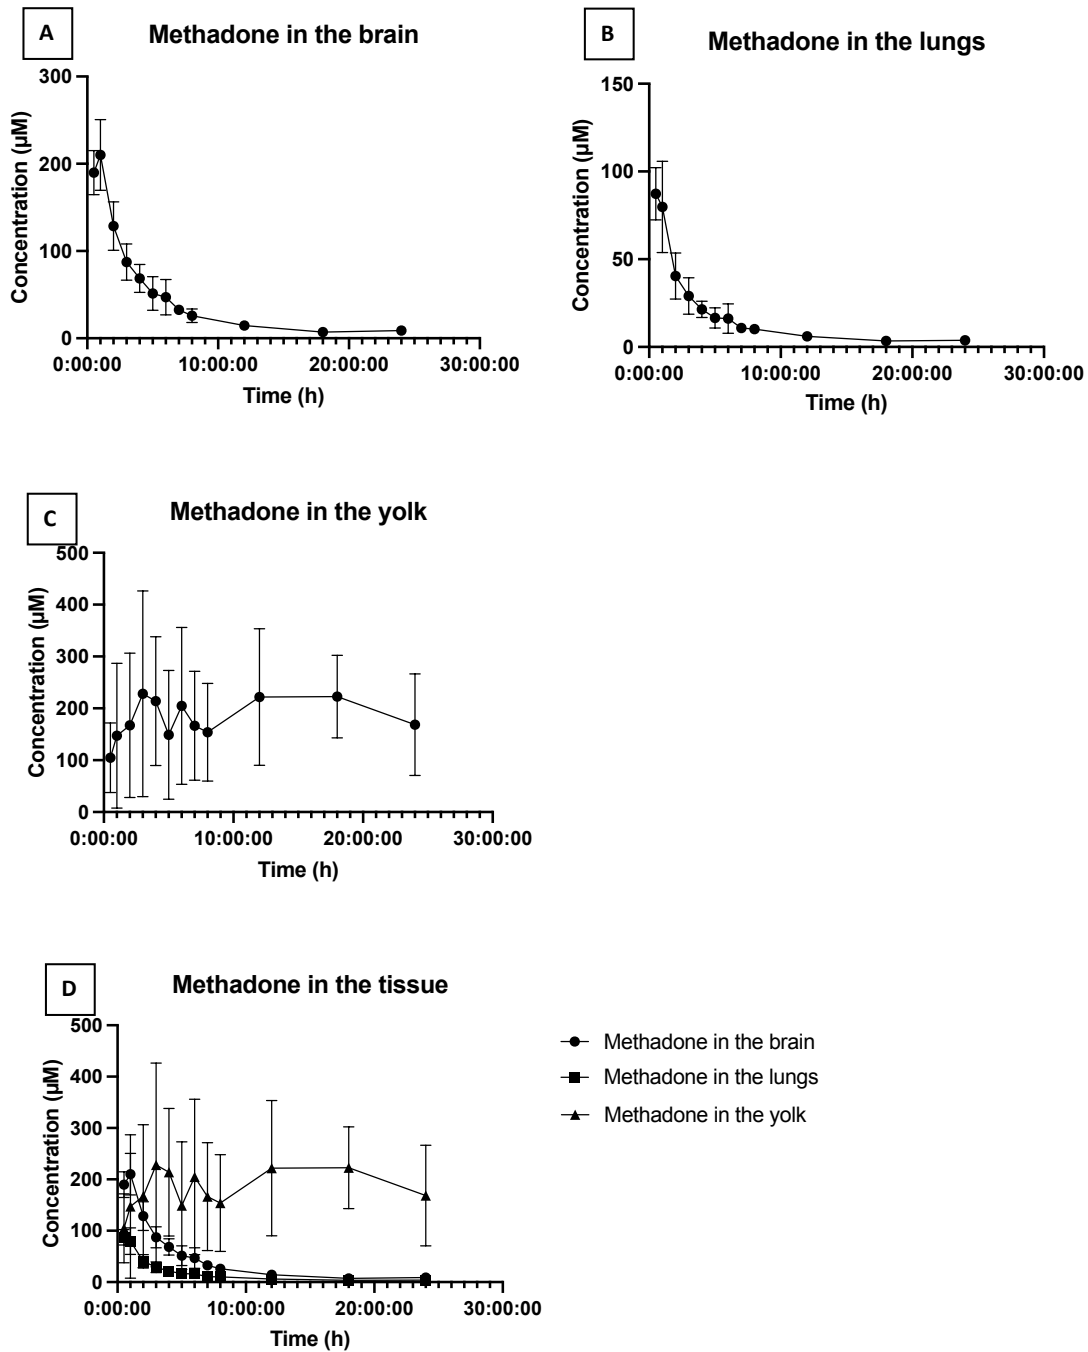 A
Methadone in the brain
300
200
100
0
Concentration (µM)
0:00:00 10:00:00 20:00:00 30:00:00
Time (h)
B
Methadone in the lungs
150
100
50
0
Concentration (µM)
0:00:00 10:00:00 20:00:00 30:00:00
Time (h)
C
Methadone in the yolk
500
400
300
200
100
0
Concentration (µM)
0:00:00 10:00:00 20:00:00 30:00:00
Time (h)
D
Methadone in the tissue
500
400
300
200
100
0
Concentration (µM)
0:00:00 10:00:00 20:00:00 30:00:00
Time (h)
Methadone in the brain
Methadone in the lungs
Methadone in the yolk